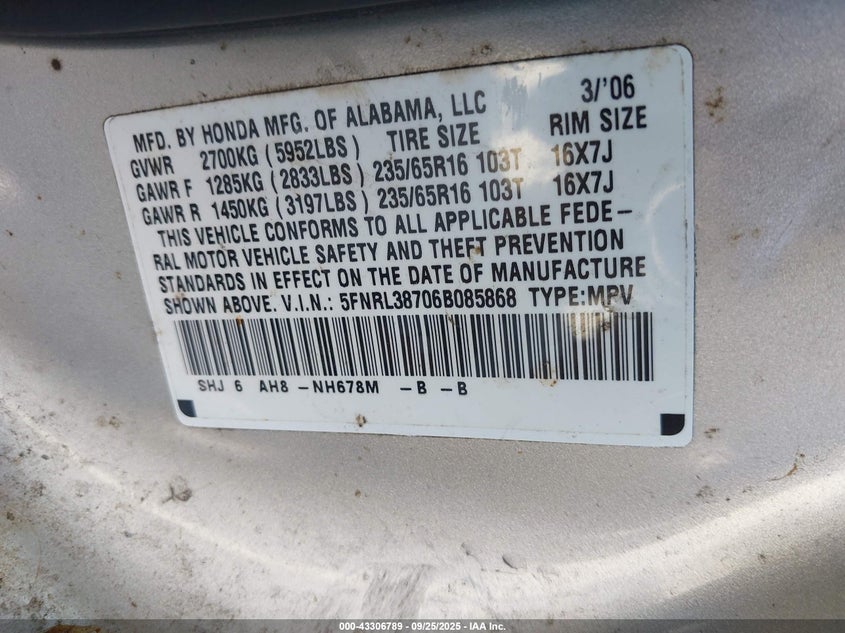 MFD. BY HONDA MFG. OF ALABAMA, LLC 3/'06
GVWR 2700KG (5952LBS) TIRE SIZE RIM SIZE
GAWR F 1285KG (2833LBS) 235/65R16 103T 16X7J
GAWR R 1450KG (3197LBS) 235/65R16 103T 16X7J
THIS VEHICLE CONFORMS TO ALL APPLICABLE FEDE-
RAL MOTOR VEHICLE SAFETY AND THEFT PREVENTION
STANDARDS IN EFFECT ON THE DATE OF MANUFACTURE
SHOWN ABOVE. V.I.N.: 5FNRL38706B085868 TYPE:MPV
SHJ 6 AH8 -NH678M -B -B
000-43306789 - 09/25/2025 - IAA Inc.